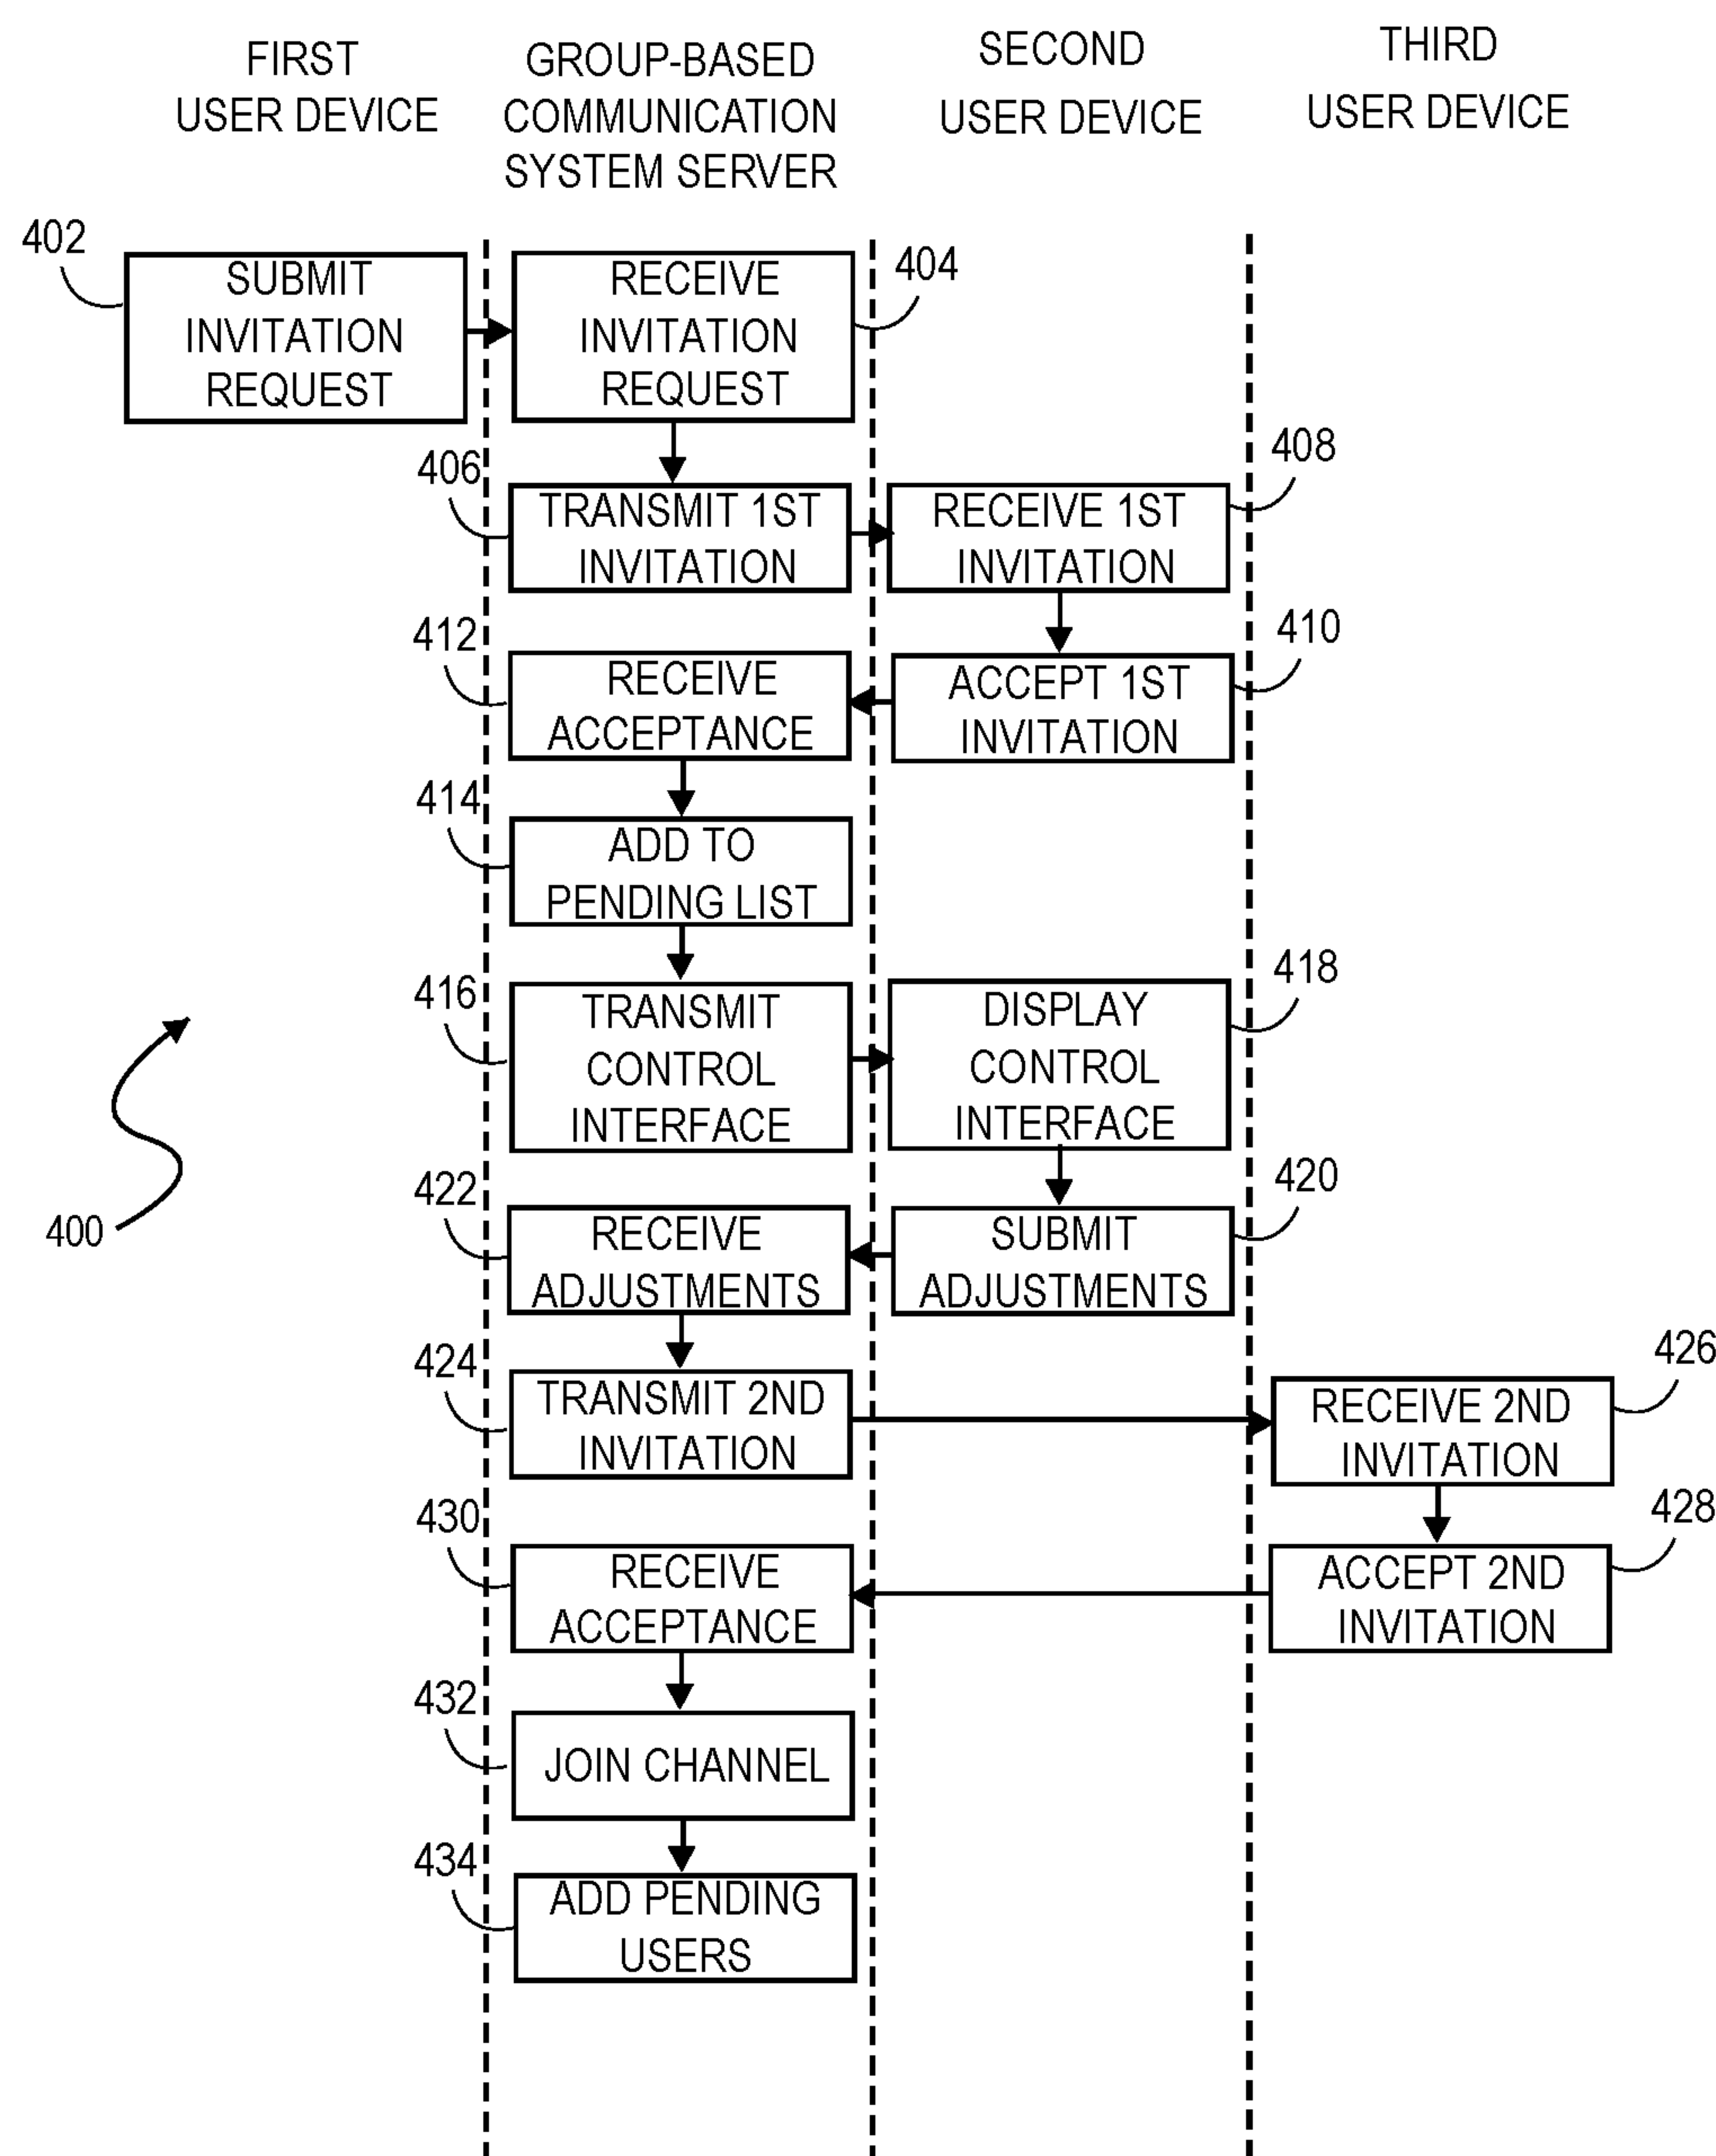 FIRST
USER DEVICE
GROUP-BASED
COMMUNICATION
SYSTEM SERVER
SECOND
USER DEVICE
THIRD
USER DEVICE
402
SUBMIT
INVITATION
REQUEST
RECEIVE
INVITATION
REQUEST
404
406
TRANSMIT 1ST
INVITATION
RECEIVE 1ST
INVITATION
408
412
RECEIVE
ACCEPTANCE
ACCEPT 1ST
INVITATION
410
414
ADD TO
PENDING LIST
416
TRANSMIT
CONTROL
INTERFACE
DISPLAY
CONTROL
INTERFACE
418
400
422
RECEIVE
ADJUSTMENTS
SUBMIT
ADJUSTMENTS
420
424
TRANSMIT 2ND
INVITATION
RECEIVE 2ND
INVITATION
426
430
RECEIVE
ACCEPTANCE
ACCEPT 2ND
INVITATION
428
432
JOIN CHANNEL
434
ADD PENDING
USERS